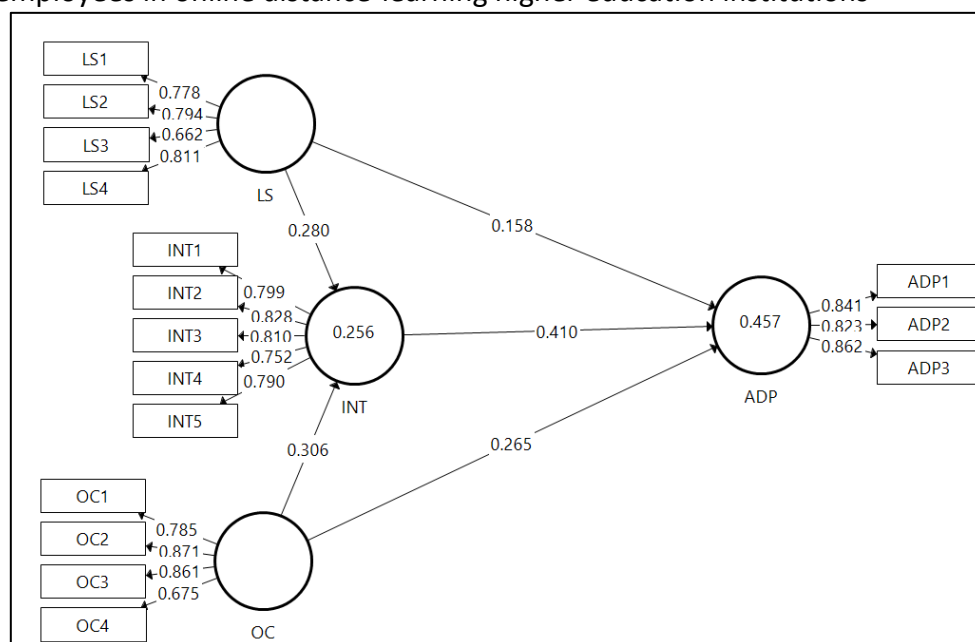 employees in online distance-learning higher education institutions
LS1
LS2
LS3
LS4
0.778
0.794
0.662
0.811
LS
0.280
0.158
INT1
INT2
INT3
INT4
INT5
0.799
0.828
0.810
0.752
0.790
0.256
INT
0.410
0.457
ADP
0.841
0.823
0.862
ADP1
ADP2
ADP3
0.306
0.265
OC1
OC2
OC3
OC4
0.785
0.871
0.861
0.675
OC